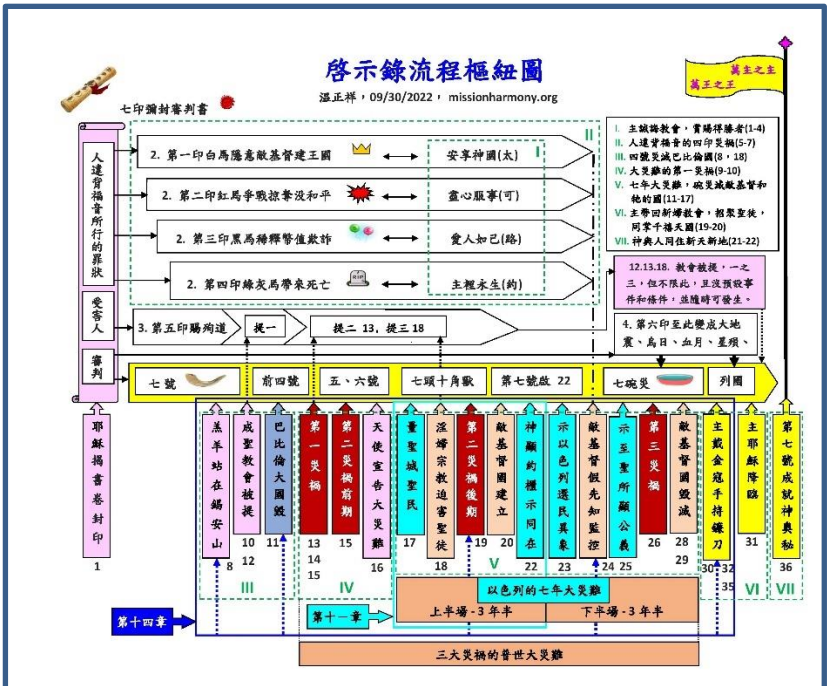 啓示錄流程樞紐圖
溫正祥，09/30/2022， missionharmony.org
萬主之主
萬王之王
七印彌封審判書
人違背福音所行的罪狀
受害人
審判
II
I
2. 第一印白馬隱意敵基督建王國
安享神國(太)
2. 第二印紅馬爭戰掠奪没和平
盡心服事(可)
2. 第三印黑馬稀釋幣值欺詐
愛人如己(路)
2. 第四印綠灰馬帶來死亡
RIP
主裡永生(約)
I. 主誡誨教會，賞賜得勝者(1-4)
II. 人違背福音的四印災禍(5-7)
III. 四號災滅巴比倫國(8，18)
IV. 大災難的第一災禍(9-10)
V. 七年大災難，碗災滅敵基督和
牠的國(11-17)
VI. 主帶回新婦教會，招聚聖徒，
同掌千禧天國(19-20)
VII. 神與人同住新天新地(21-22)
12.13.18. 教會被提，一之
三，但不限此，且沒預設事
件和條件，並隨時可發生。
3. 第五印賜殉道
提一
提二 13，提三 18
4. 第六印至此變成大地
震、烏日、血月、星殞、
七號
前四號
五、六號
七頭十角獸
第七號啟 22
七碗災
列國
耶穌揭書卷封印
1
羔羊站在錫安山
8
成聖教會被提
10
12
巴比倫大國毀
11
III
第一災禍
13
14
15
第二災禍前期
15
天使宣告大災難
16
IV
量聖城聖民
17
淫婦宗教迫害聖徒
18
第二災禍後期
19
敵基督國建立
20
神顯約櫃示同在
22
V
示以色列選民異象
23
敵基督假先知監控
24
示至聖所顯公義
25
第三災禍
26
敵基督國毀滅
28
29
主戴金冠手持鐮刀
30
32
35
主耶穌降臨
31
VI
第七號成就神奧秘
36
VII
以色列的七年大災難
第十四章
第十一章
上半場 - 3 年半
下半場 - 3 年半
三大災禍的普世大災難